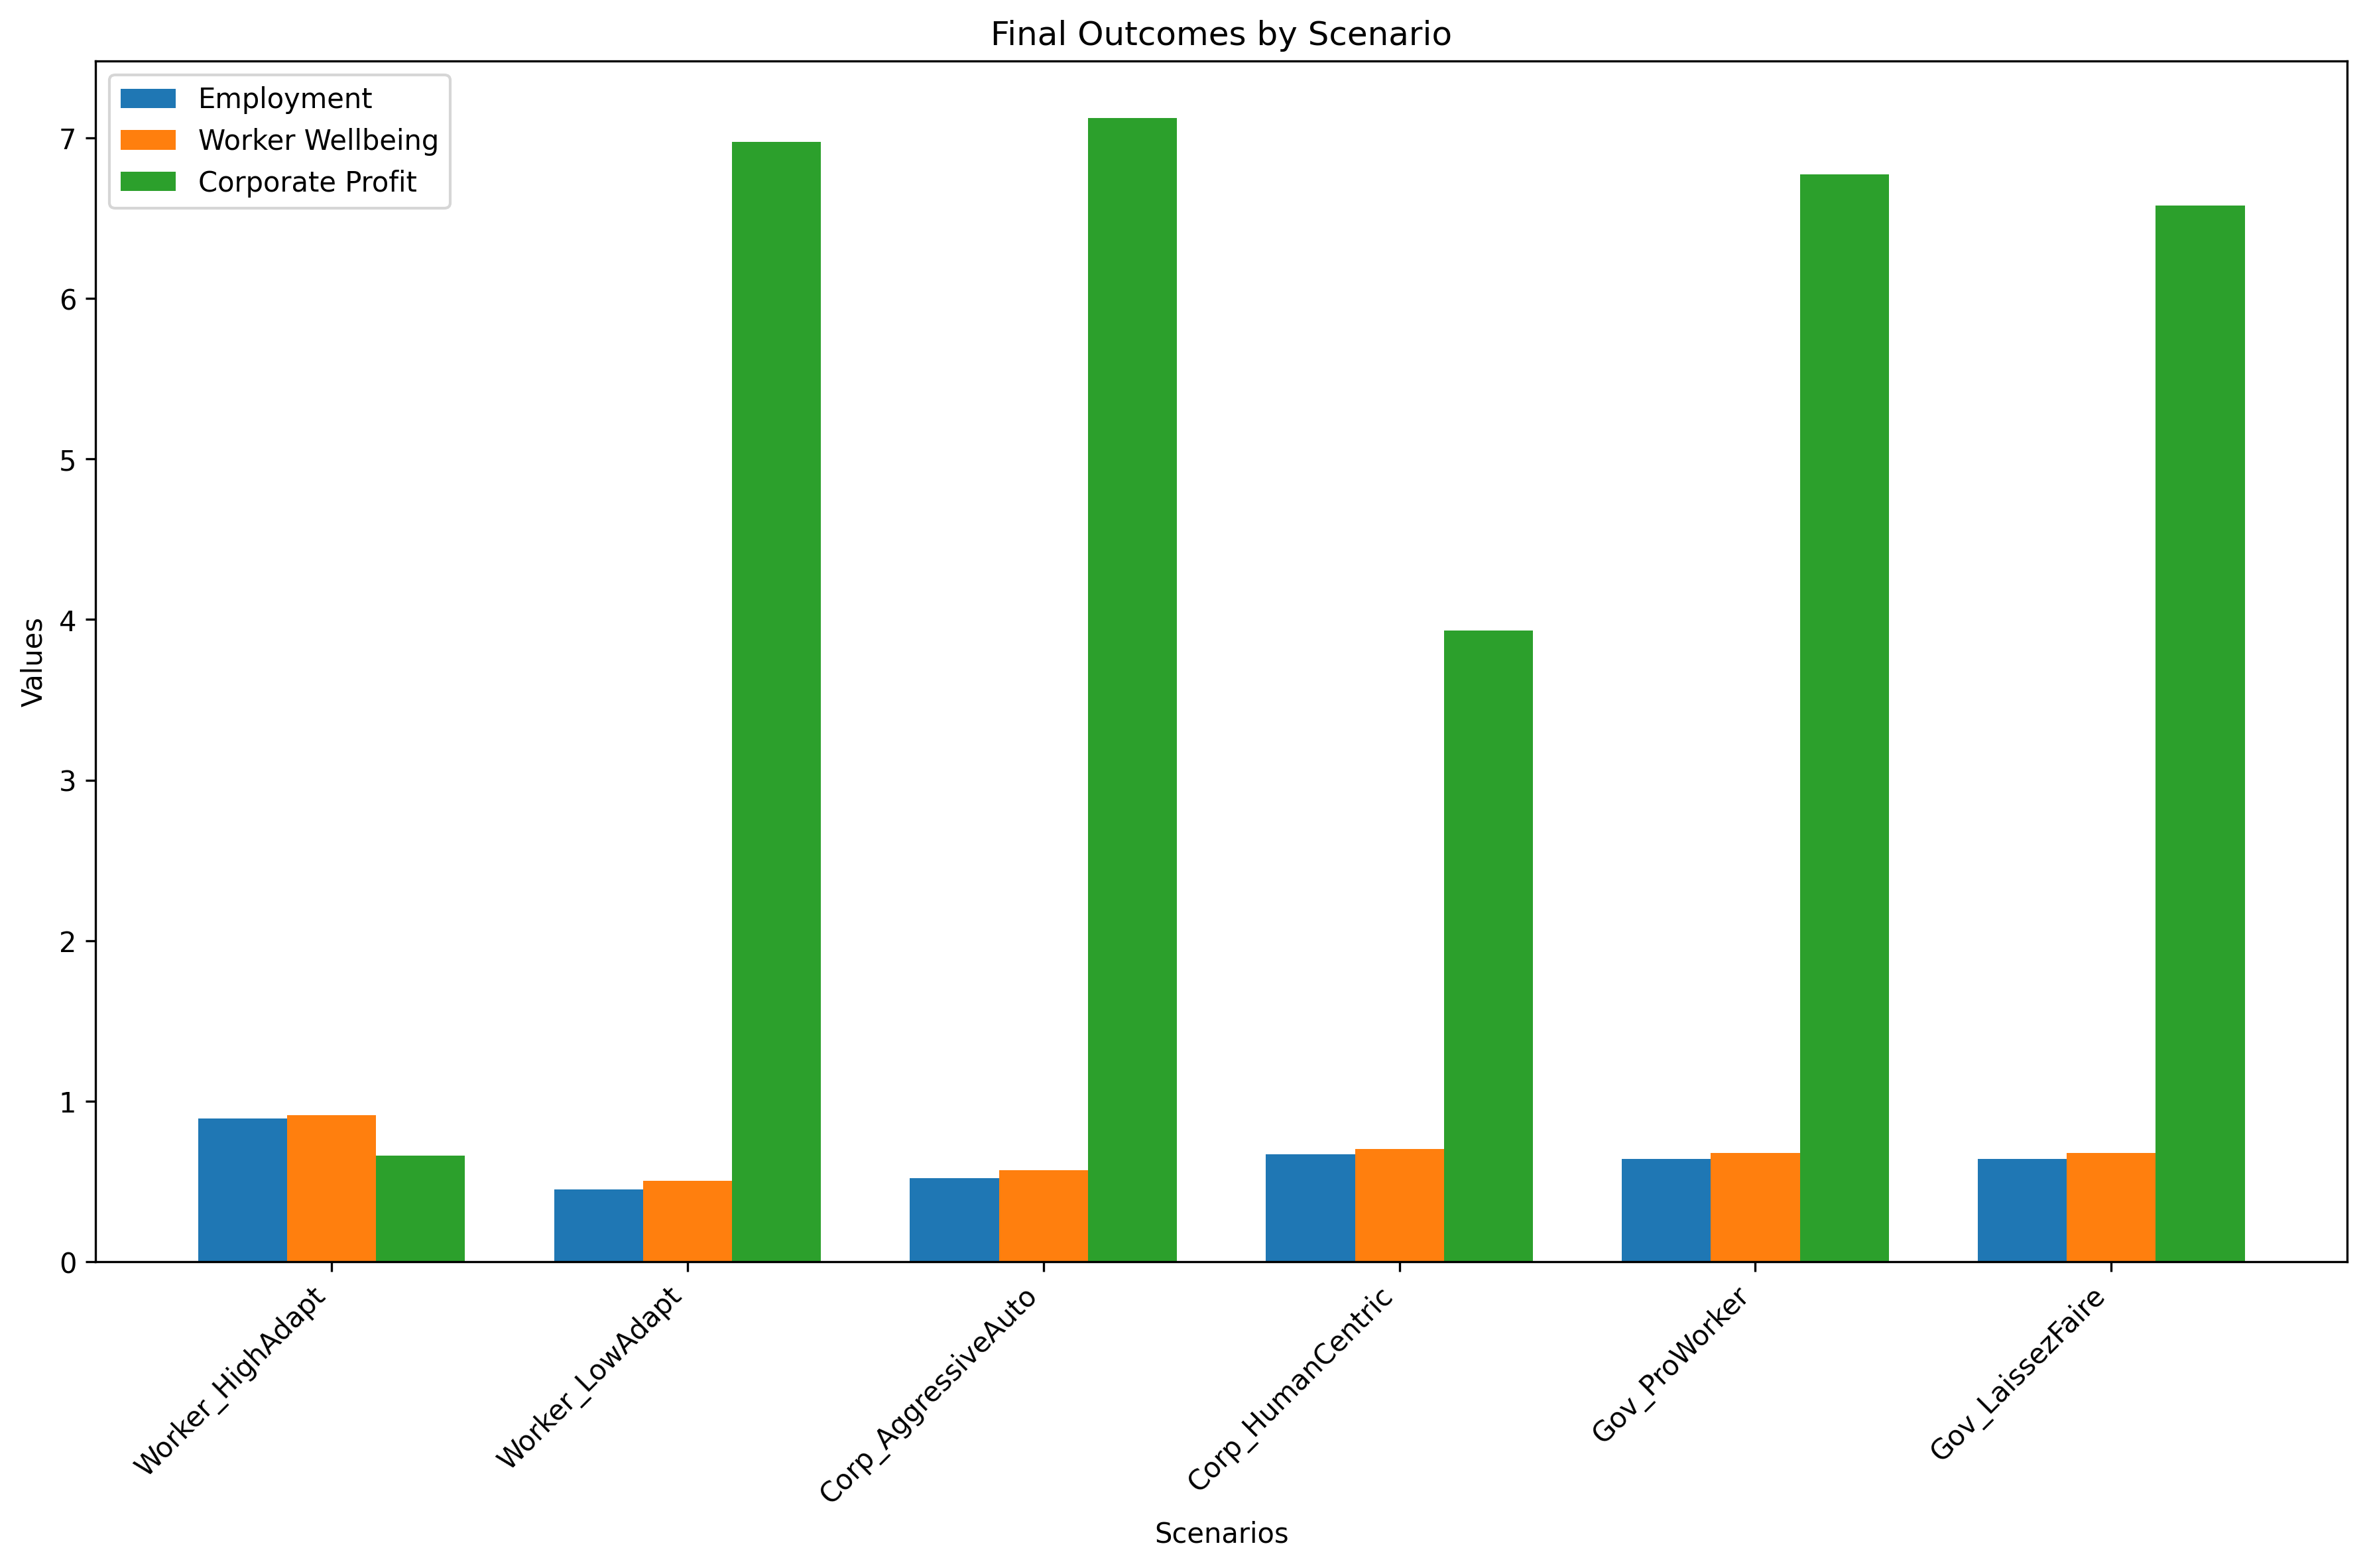 Final Outcomes by Scenario
Employment
Worker Wellbeing
Corporate Profit
Values
7
6
5
4
3
2
1
0
Worker_HighAdapt
Worker_LowAdapt
Corp_AggressiveAuto
Corp_HumanCentric
Gov_ProWorker
Gov_LaissezFaire
Scenarios